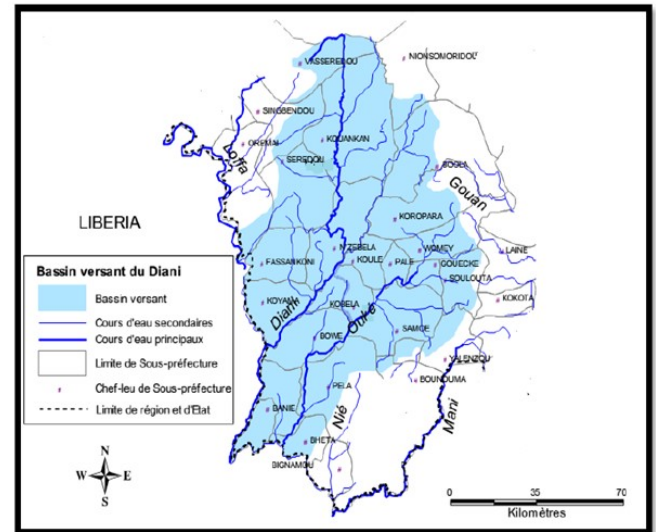 VASSEREDOU
NIONSOMORIDOU
SINGBENDOU
KOUANKAN
OREMAI
Loffa
SEREDOU
BOOLA
Gouan
KOROPARA
LIBERIA
N'ZEBELA
WOMEY
LAINE
FASSANKONI
KOULE
PALE
GOUECKE
SOULOUTA
Bassin versant du Diani
Bassin versant
Cours d'eau secondaires
Cours d'eau principaux
Limite de Sous-préfecture
Chef-leu de Sous-préfecture
Limite de région et d'Etat
KOYAMA
Diani
KOBELA
KOKOTA
BOWE
SAMOE
YALENZOU
PELA
BOUNOUMA
BANIE
Nié
Mani
BHETA
BIGNAMOU
N
W
E
S
0
35
70
Kilomètres